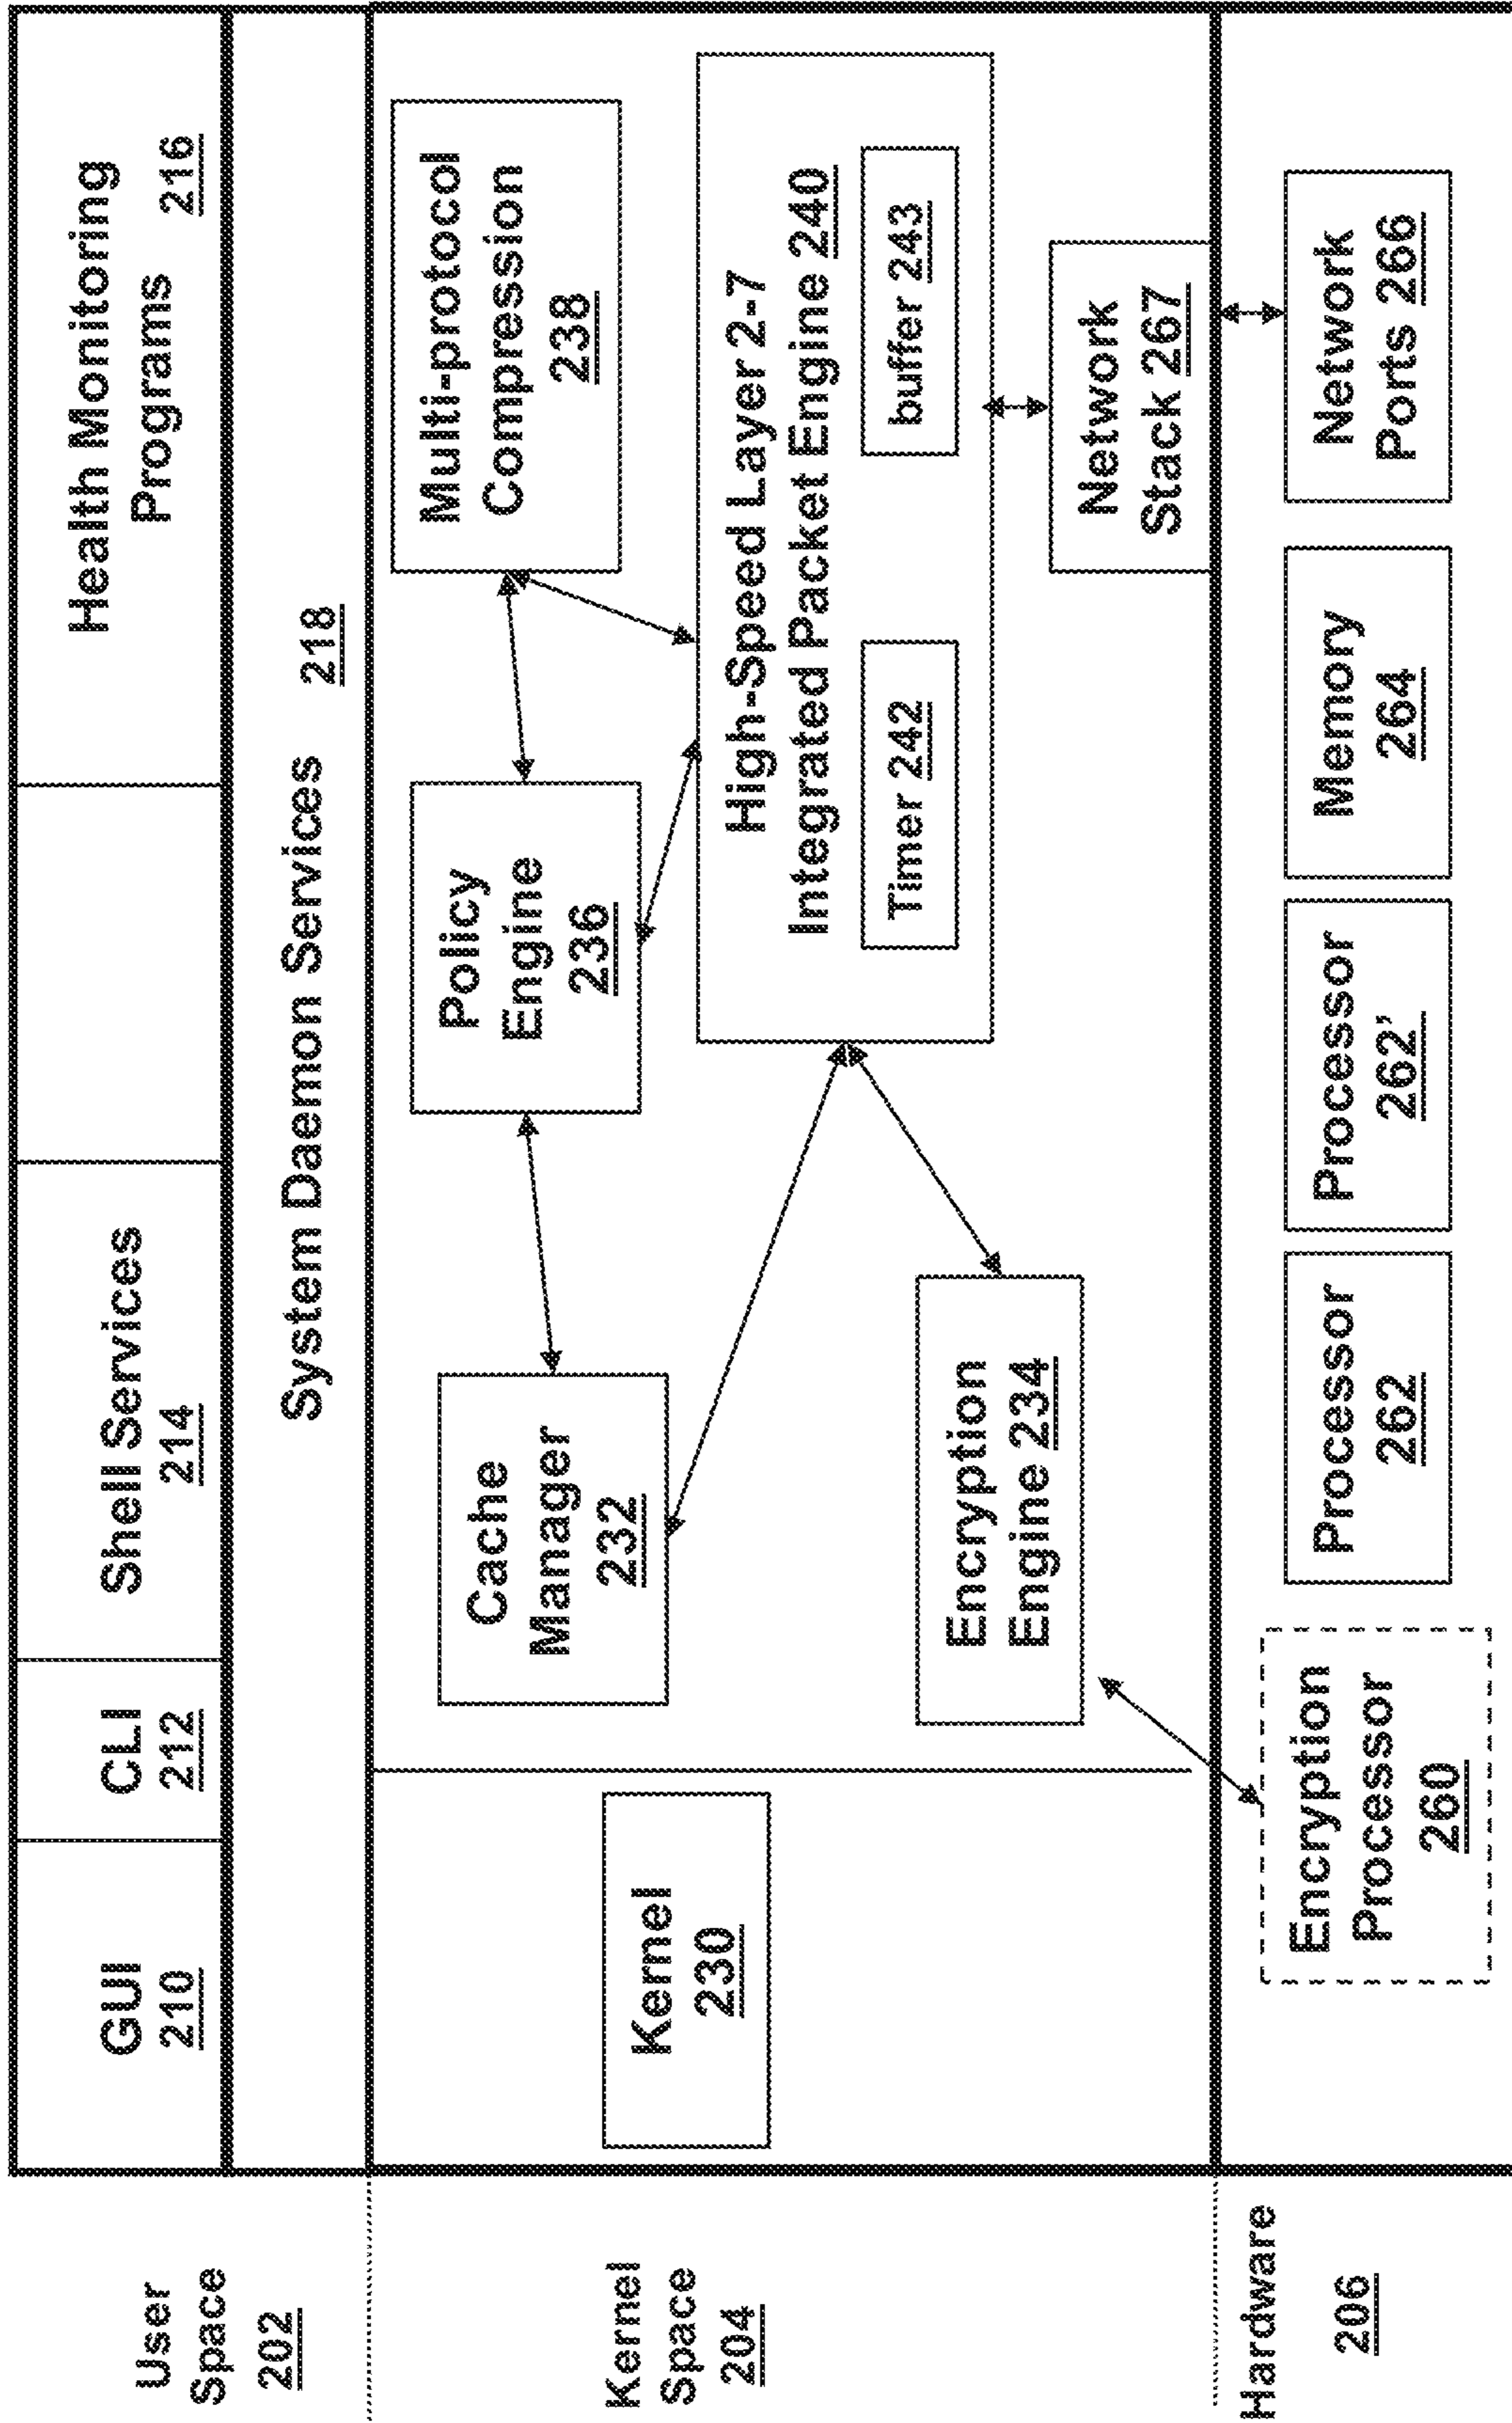 User
Space
202
GUI
210
CLI
212
Shell Services
214
Health Monitoring
Programs 216
System Daemon Services 218
Kernel
Space
204
Kernel
230
Cache
Manager
232
Policy
Engine
236
Multi-protocol
Compression
238
High-Speed Layer 2-7
Integrated Packet Engine 240
Timer 242
buffer 243
Encryption
Engine 234
Network
Stack 267
Hardware
206
Encryption
Processor
260
Processor
262
Processor
262'
Memory
264
Network
Ports 266